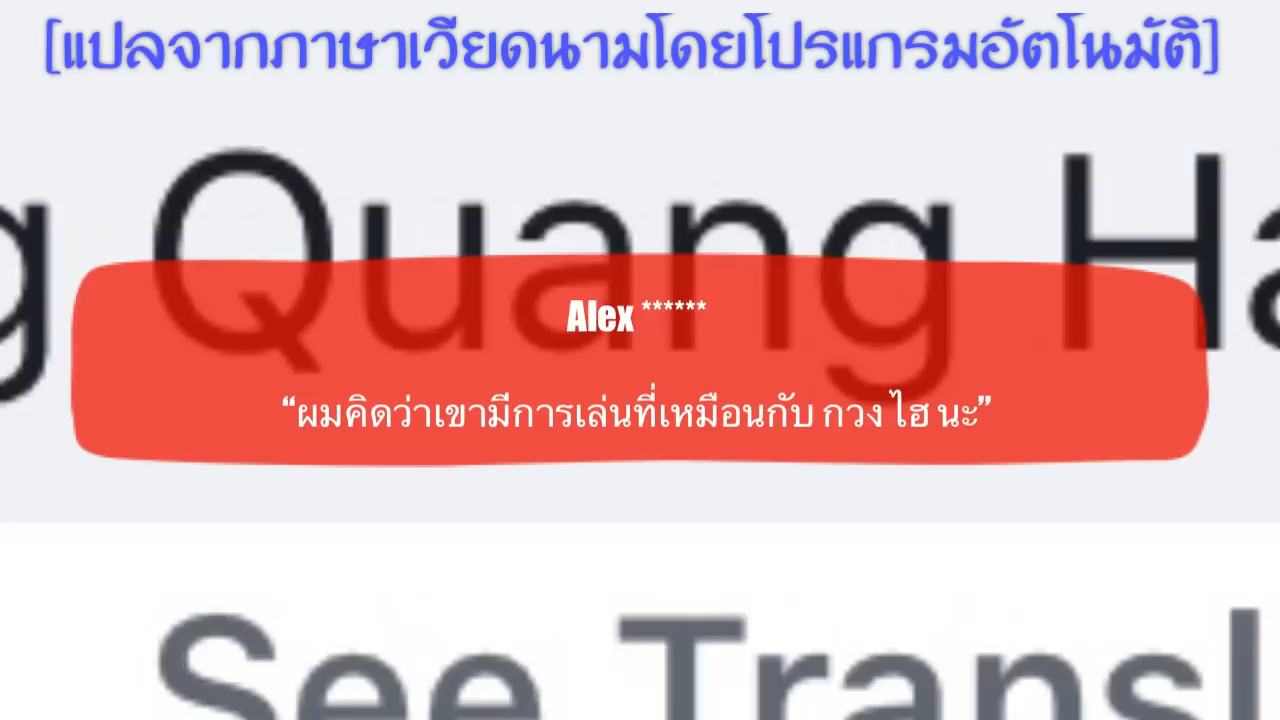 [แปลจากภาษาเวียดนามโดยโปรแกรมอัตโนมัติ]
Quang
Alex ******
“ผมคิดว่าเขามีการเล่นที่เหมือนกับ กวง ไฮ นะ”
See Transl